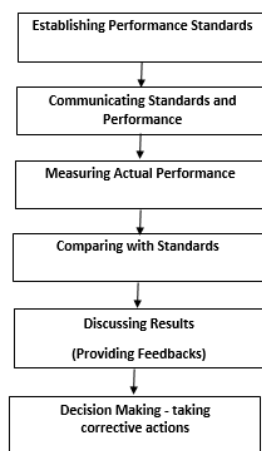 Establishing Performance Standards
Communicating Standards and
Performance
Measuring Actual Performance
Comparing with Standards
Discussing Results
(Providing Feedbacks)
Decision Making - taking
corrective actions